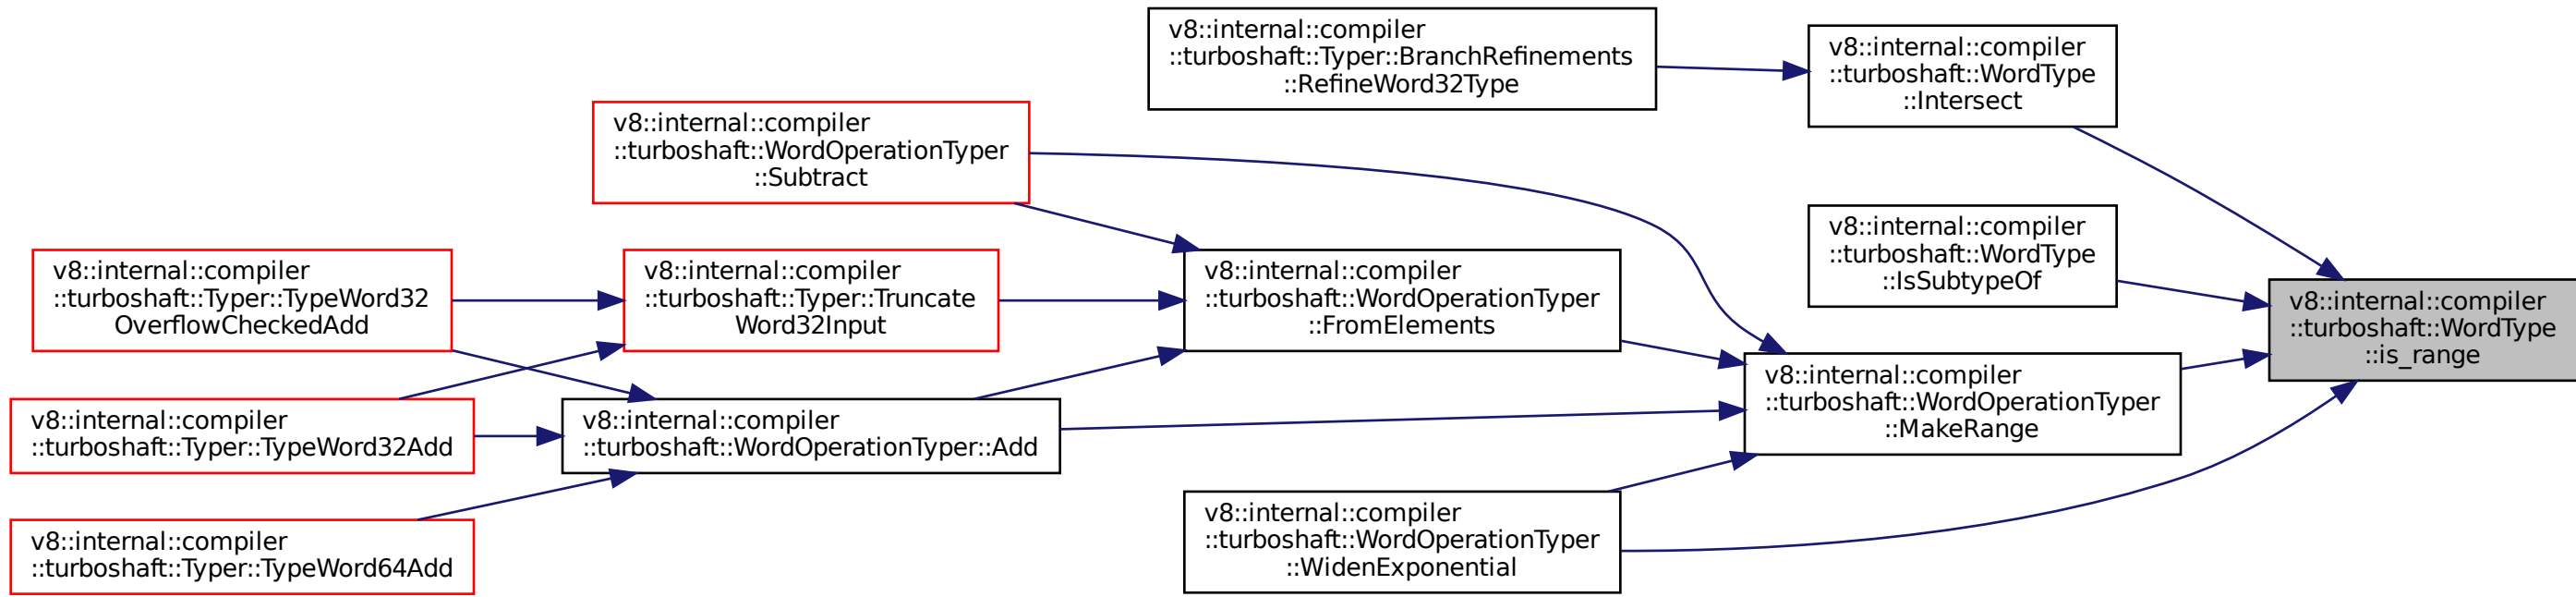 v8::internal::compiler
::turboshaft::Typer::BranchRefinements
::RefineWord32Type
v8::internal::compiler
::turboshaft::WordType
::Intersect
v8::internal::compiler
::turboshaft::WordOperationTyper
::Subtract
v8::internal::compiler
::turboshaft::WordType
::IsSubtypeOf
v8::internal::compiler
::turboshaft::Typer::TypeWord32
OverflowCheckedAdd
v8::internal::compiler
::turboshaft::Typer::Truncate
Word32Input
v8::internal::compiler
::turboshaft::WordOperationTyper
::FromElements
v8::internal::compiler
::turboshaft::WordType
::is_range
v8::internal::compiler
::turboshaft::WordOperationTyper
::MakeRange
v8::internal::compiler
::turboshaft::Typer::TypeWord32Add
v8::internal::compiler
::turboshaft::WordOperationTyper::Add
v8::internal::compiler
::turboshaft::WordOperationTyper
::WidenExponential
v8::internal::compiler
::turboshaft::Typer::TypeWord64Add